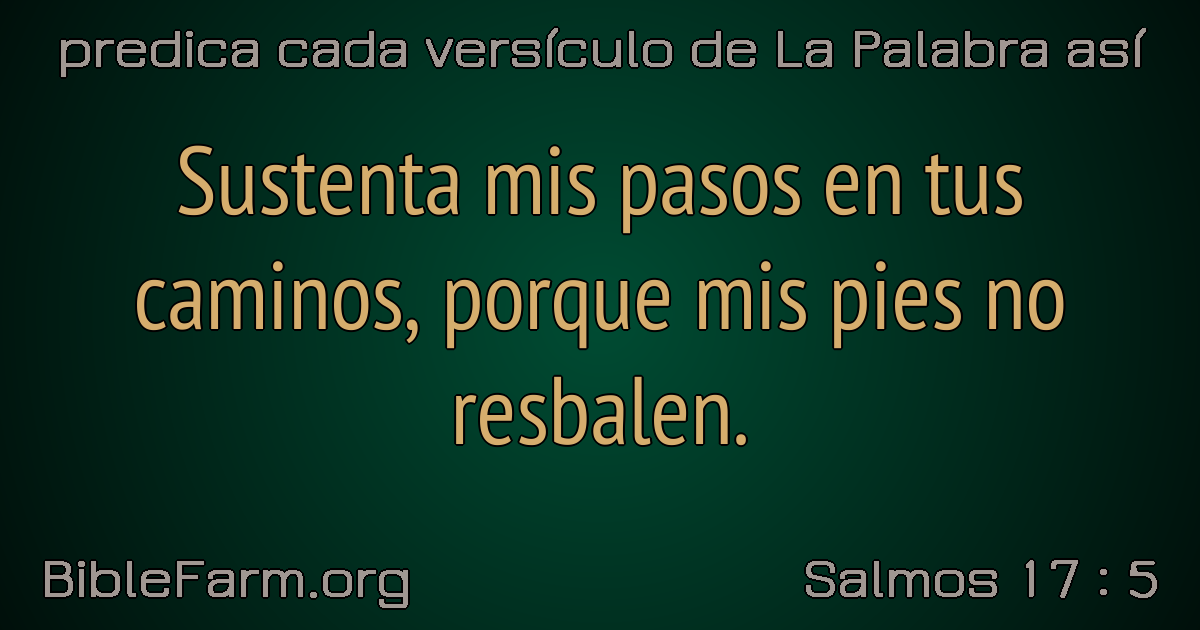 predica cada versículo de La Palabra así
Sustenta mis pasos en tus
caminos, porque mis pies no
resbalen.
BibleFarm.org
Salmos 17 : 5